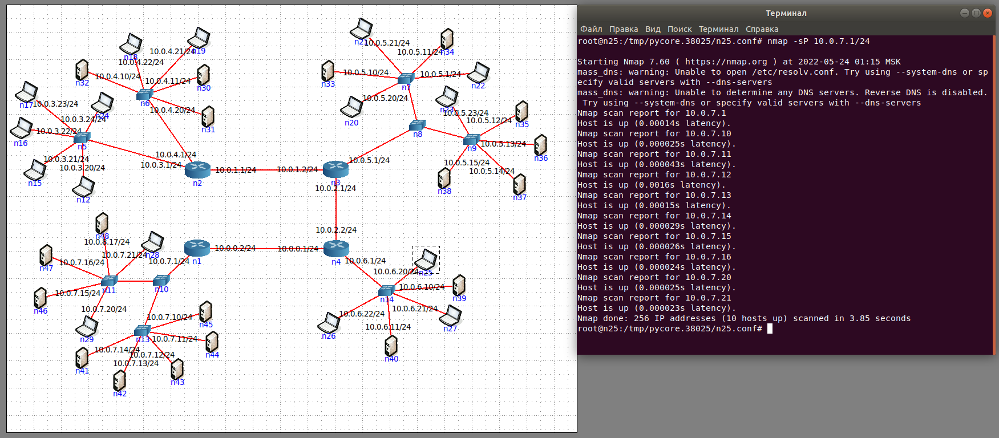 n18
10.0.4.22/24
10.0.4.21/24
n19
n32
10.0.4.10/24
10.0.4.11/24
n30
n6
10.0.4.20/24
n31
n17
10.0.3.23/24
n24
10.0.3.24/24
n16
10.0.3.22/24
n5
10.0.3.21/24
n15
10.0.3.20/24
n12
10.0.4.1/24
10.0.3.1/24
n2
10.0.1.1/24
10.0.1.2/24
n3
10.0.5.1/24
10.0.2.1/24
n21
10.0.5.21/24
10.0.5.11/24
n34
n33
10.0.5.10/24
n7
10.0.5.1/24
n22
10.0.5.20/24
n20
n8
n23
10.0.5.23/24
10.0.5.12/24
n35
n9
10.0.5.13/24
n36
10.0.5.15/24
10.0.5.14/24
n38
n37
n48
10.0.8.17/24
n28
10.0.7.21/24
n47
10.0.7.16/24
10.0.7.1/24
n1
10.0.0.2/24
10.0.0.1/24
10.0.2.2/24
n4
10.0.6.1/24
n25
10.0.6.20/24
10.0.6.10/24
n39
n14
10.0.6.21/24
n27
10.0.6.22/24
n26
10.0.6.11/24
n40
n11
n10
10.0.7.15/24
n46
10.0.7.20/24
n29
10.0.7.10/24
n45
n13
10.0.7.11/24
n44
10.0.7.14/24
n41
10.0.7.12/24
10.0.7.13/24
n43
n42
Терминал
Файл Правка Вид Поиск Терминал Справка
root@n25:/tmp/pycore.38025/n25.conf# nmap -sP 10.0.7.1/24
Starting Nmap 7.60 ( https://nmap.org ) at 2022-05-24 01:15 MSK
mass_dns: warning: Unable to open /etc/resolv.conf. Try using --system-dns or sp
ecify valid servers with --dns-servers
mass_dns: warning: Unable to determine any DNS servers. Reverse DNS is disabled.
Try using --system-dns or specify valid servers with --dns-servers
Nmap scan report for 10.0.7.1
Host is up (0.00014s latency).
Nmap scan report for 10.0.7.10
Host is up (0.000025s latency).
Nmap scan report for 10.0.7.11
Host is up (0.000043s latency).
Nmap scan report for 10.0.7.12
Host is up (0.0016s latency).
Nmap scan report for 10.0.7.13
Host is up (0.00015s latency).
Nmap scan report for 10.0.7.14
Host is up (0.000029s latency).
Nmap scan report for 10.0.7.15
Host is up (0.000026s latency).
Nmap scan report for 10.0.7.16
Host is up (0.000024s latency).
Nmap scan report for 10.0.7.20
Host is up (0.000025s latency).
Nmap scan report for 10.0.7.21
Host is up (0.000023s latency).
Nmap done: 256 IP addresses (10 hosts up) scanned in 3.85 seconds
root@n25:/tmp/pycore.38025/n25.conf#